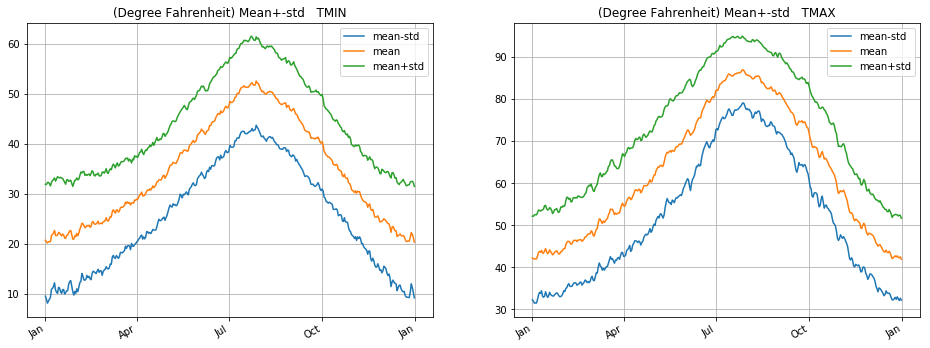 (Degree Fahrenheit) Mean+-std   TMIN
mean-std
mean
mean+std
60
50
40
30
20
10
Jan
Apr
Jul
Oct
Jan
(Degree Fahrenheit) Mean+-std   TMAX
mean-std
mean
mean+std
90
80
70
60
50
40
30
Jan
Apr
Jul
Oct
Jan